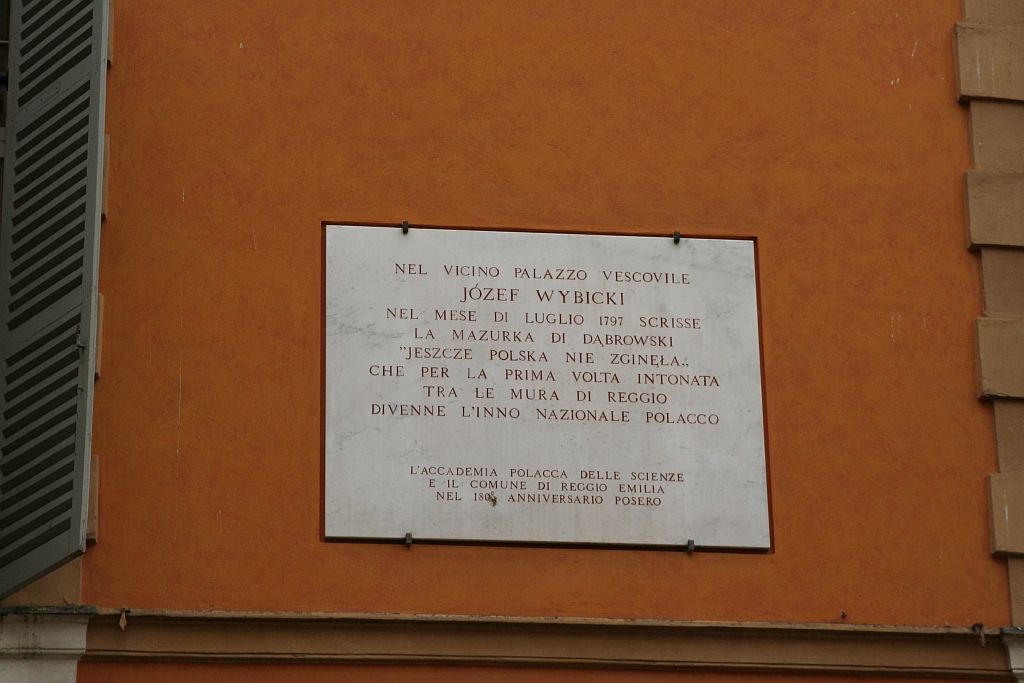 NEL VICINO PALAZZO VESCOVILE
JÓZEF WYBICKI
NEL MESE DI LUGLIO 1797 SCRISSE
LA MAZURKA DI DĄBROWSKI
"JESZCZE POLSKA NIE ZGINĘŁA„
CHE PER LA PRIMA VOLTA INTONATA
TRA LE MURA DI REGGIO
DIVENNE L'INNO NAZIONALE POLACCO
L'ACCADEMIA POLACCA DELLE SCIENZE
E IL COMUNE DI REGGIO EMILIA
NEL 180° ANNIVERSARIO POSERO